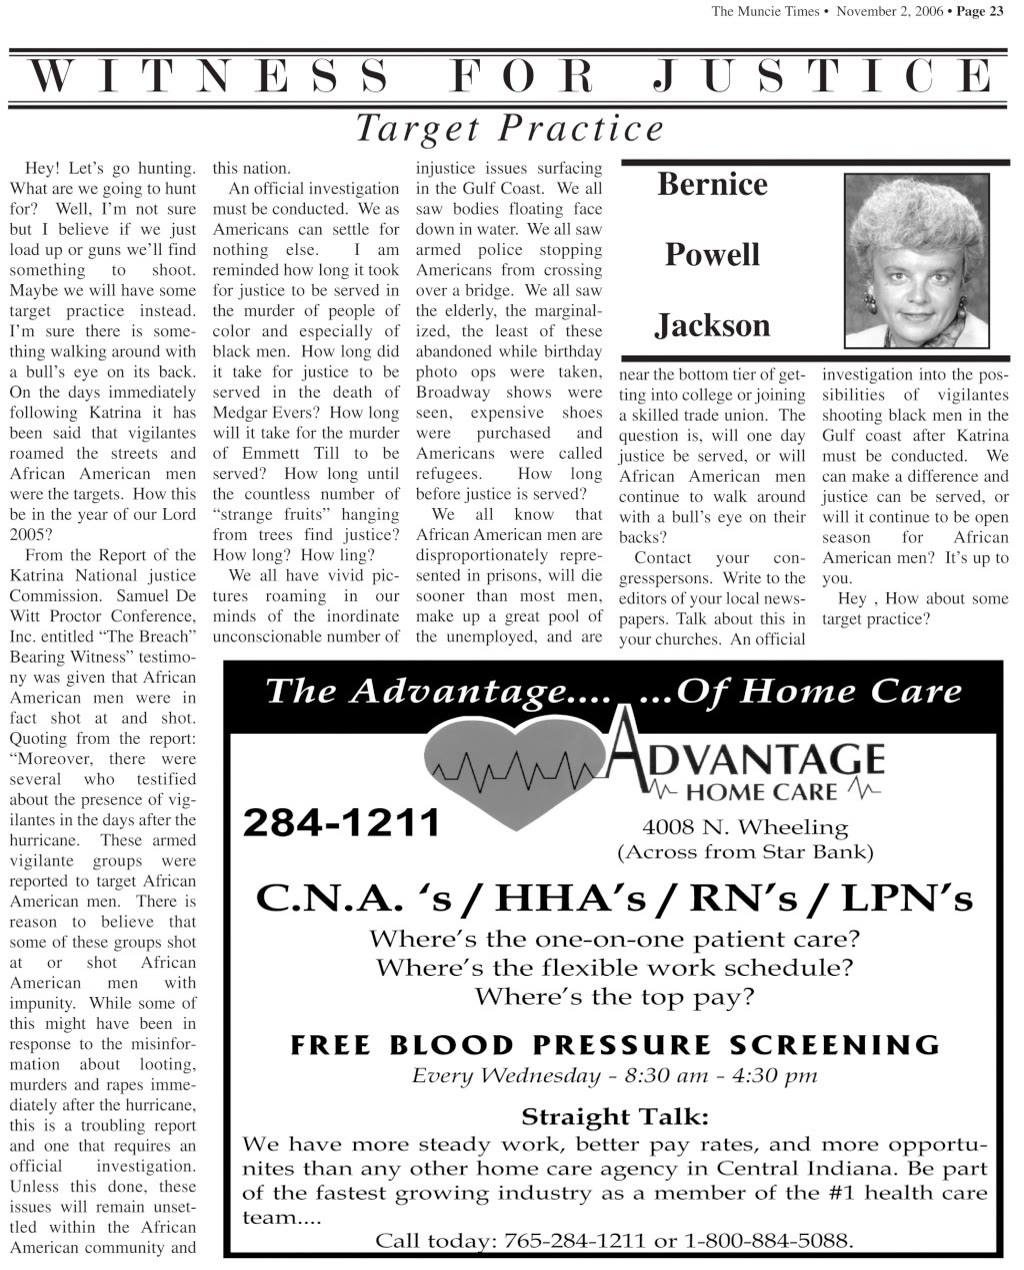 The Muncie Times • November 2, 2006 • Page 23
WITNESS FOR JUSTICE
Target Practice
Hey! Let's go hunting.
What are we going to hunt
for? Well, I'm not sure
but I believe if we just
load up or guns we'll find
something to shoot.
Maybe we will have some
target practice instead.
I'm sure there is some-
thing walking around with
a bull's eye on its back.
On the days immediately
following Katrina it has
been said that vigilantes
roamed the streets and
African American men
were the targets. How this
be in the year of our Lord
2005?
From the Report of the
Katrina National justice
Commission. Samuel De
Witt Proctor Conference,
Inc. entitled “The Breach”
Bearing Witness” testimo-
ny was given that African
American men were in
fact shot at and shot.
Quoting from the report:
“Moreover, there were
several who testified
about the presence of vig-
ilantes in the days after the
hurricane. These armed
vigilante groups were
reported to target African
American men. There is
reason to believe that
some of these groups shot
at or shot African
American men with
impunity. While some of
this might have been in
response to the misinfor-
mation about looting,
murders and rapes imme-
diately after the hurricane,
this is a troubling report
and one that requires an
official investigation.
Unless this done, these
issues will remain unset-
tled within the African
American community and
this nation.
An official investigation
must be conducted. We as
Americans can settle for
nothing else. I am
reminded how long it took
for justice to be served in
the murder of people of
color and especially of
black men. How long did
it take for justice to be
served in the death of
Medgar Evers? How long
will it take for the murder
of Emmett Till to be
served? How long until
the countless number of
“strange fruits” hanging
from trees find justice?
How long? How ling?
We all have vivid pic-
tures roaming in our
minds of the inordinate
unconscionable number of
injustice issues surfacing
in the Gulf Coast. We all
saw bodies floating face
down in water. We all saw
armed police stopping
Americans from crossing
over a bridge. We all saw
the elderly, the marginal-
ized, the least of these
abandoned while birthday
photo ops were taken,
Broadway shows were
seen, expensive shoes
were purchased and
Americans were called
refugees. How long
before justice is served?
We all know that
African American men are
disproportionately repre-
sented in prisons, will die
sooner than most men,
make up a great pool of
the unemployed, and are
Bernice
Powell
Jackson
near the bottom tier of get-
ting into college or joining
a skilled trade union. The
question is, will one day
justice be served, or will
African American men
continue to walk around
with a bull's eye on their
backs?
Contact your con-
gresspersons. Write to the
editors of your local news-
papers. Talk about this in
your churches. An official
investigation into the pos-
sibilities of vigilantes
shooting black men in the
Gulf coast after Katrina
must be conducted. We
can make a difference and
justice can be served, or
will it continue to be open
season for African
American men? It's up to
you.
Hey , How about some
target practice?
The Advantage.... ...Of Home Care
ADVANTAGE
HOME CARE
284-1211
4008 N. Wheeling
(Across from Star Bank)
C.N.A. ‘s / HHA’s / RN’s / LPN’s
Where’s the one-on-one patient care?
Where’s the flexible work schedule?
Where’s the top pay?
FREE BLOOD PRESSURE SCREENING
Every Wednesday - 8:30 am - 4:30 pm
Straight Talk:
We have more steady work, better pay rates, and more opportu-
nites than any other home care agency in Central Indiana. Be part
of the fastest growing industry as a member of the #1 health care
team....
Call today: 765-284-1211 or 1-800-884-5088.